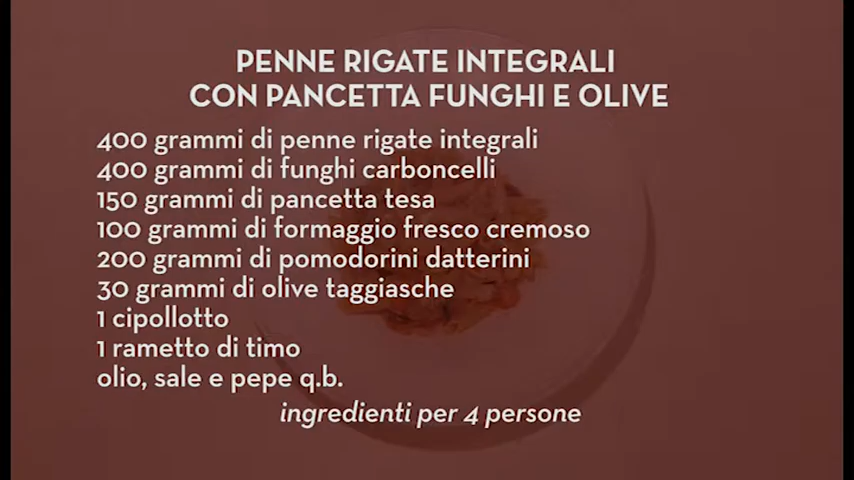 PENNE RIGATE INTEGRALI
CON PANCETTA FUNGHI E OLIVE
400 grammi di penne rigate integrali
400 grammi di funghi carboncelli
150 grammi di pancetta tesa
100 grammi di formaggio fresco cremoso
200 grammi di pomodorini datterini
30 grammi di olive taggiasche
1 cipollotto
1 rametto di timo
olio, sale e pepe q.b.
ingredienti per 4 persone